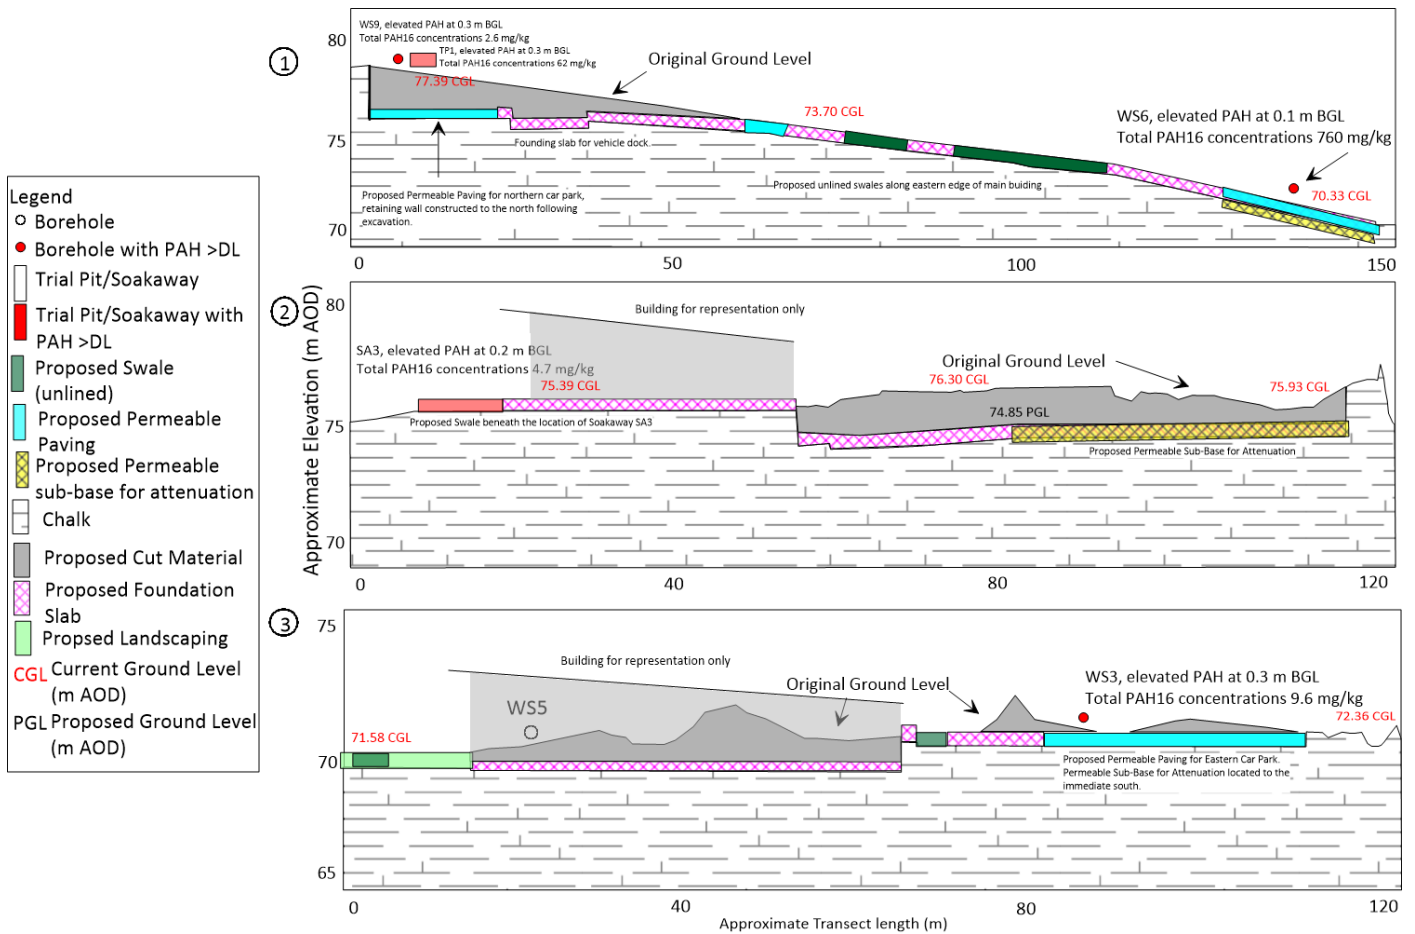 Legend
Borehole
Borehole with PAH >DL
Trial Pit/Soakaway
Trial Pit/Soakaway with
PAH >DL
Proposed Swale
(unlined)
Proposed Permeable
Paving
Proposed Permeable
sub-base for attenuation
Chalk
Proposed Cut Material
Proposed Foundation
Slab
Propsed Landscaping
CGL Current Ground Level
(m AOD)
PGL Proposed Ground Level
(m AOD)
Approximate Elevation (m AOD)
1
80
75
70
WS9, elevated PAH at 0.3 m BGL
Total PAH16 concentrations 2.6 mg/kg
TP1, elevated PAH at 0.3 m BGL
Total PAH16 concentrations 62 mg/kg
77.39 CGL
Original Ground Level
73.70 CGL
WS6, elevated PAH at 0.1 m BGL
Total PAH16 concentrations 760 mg/kg
70.33 CGL
Founding slab for vehicle dock.
Proposed Permeable Paving for northern car park,
retaining wall constructed to the north following
excavation.
Proposed unlined swales along eastern edge of main buiding
0 50 100 150
2
80
75
70
Building for representation only
SA3, elevated PAH at 0.2 m BGL
Total PAH16 concentrations 4.7 mg/kg
75.39 CGL
Original Ground Level
76.30 CGL
75.93 CGL
74.85 PGL
Proposed Swale beneath the location of Soakaway SA3
Proposed Permeable Sub-Base for Attenuation
0 40 80 120
3
75
70
65
Building for representation only
WS5
Original Ground Level
WS3, elevated PAH at 0.3 m BGL
Total PAH16 concentrations 9.6 mg/kg
71.58 CGL
72.36 CGL
Proposed Permeable Paving for Eastern Car Park.
Permeable Sub-Base for Attenuation located to the
immediate south.
0 40 80 120
Approximate Transect length (m)